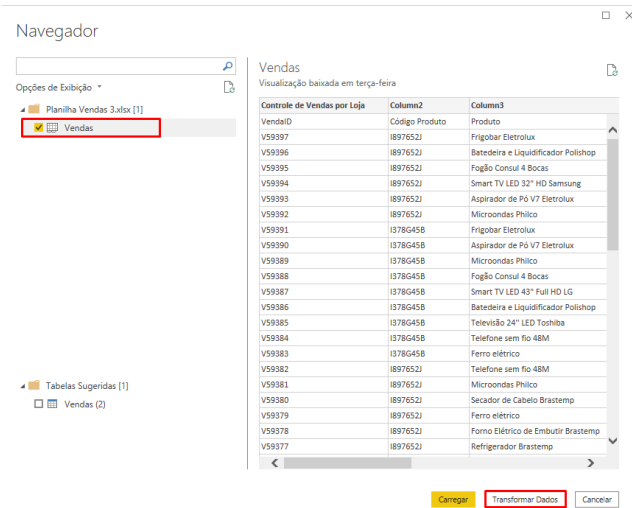 Navegador
Opções de Exibição
Planilha Vendas 3.xlsx [1]
Vendas
Tabelas Sugeridas [1]
Vendas (2)
Vendas
Visualização baixada em terça-feira
Controle de Vendas por Loja Column2 Column3
VendaID Código Produto Produto
V59397 I897652J Frigobar Eletrolux
V59396 I897652J Batedeira e Liquidificador Polishop
V59395 I897652J Fogão Consul 4 Bocas
V59394 I897652J Smart TV LED 32" HD Samsung
V59393 I897652J Aspirador de Pó V7 Eletrolux
V59392 I897652J Microondas Philco
V59391 I378G45B Frigobar Eletrolux
V59390 I378G45B Aspirador de Pó V7 Eletrolux
V59389 I378G45B Microondas Philco
V59388 I378G45B Fogão Consul 4 Bocas
V59387 I378G45B Smart TV LED 43" Full HD LG
V59386 I378G45B Batedeira e Liquidificador Polishop
V59385 I378G45B Televisão 24" LED Toshiba
V59384 I378G45B Telefone sem fio 48M
V59383 I378G45B Ferro elétrico
V59382 I897652J Telefone sem fio 48M
V59381 I897652J Microondas Philco
V59380 I897652J Secador de Cabelo Brastemp
V59379 I897652J Ferro elétrico
V59378 I897652J Forno Elétrico de Embutir Brastemp
V59377 I897652J Refrigerador Brastemp
Carregar Transformar Dados Cancelar